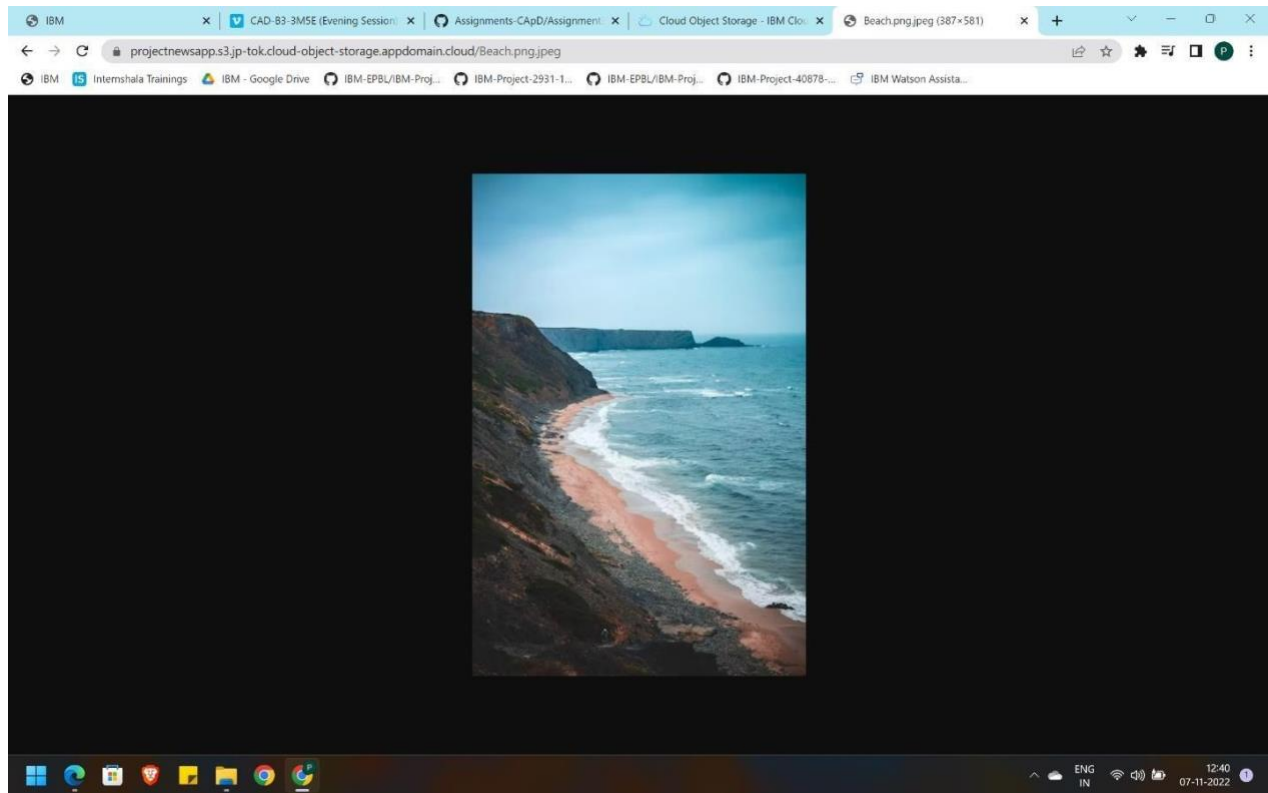 IBM
CAD-B3-3M5E (Evening Session)
Assignments-CApD/Assignment
Cloud Object Storage - IBM Clou
Beach.png.jpeg (387×581)
projectnewsapp.s3.jp-tok.cloud-object-storage.appdomain.cloud/Beach.png.jpeg
P
IBM
IS
Internshala Trainings
IBM - Google Drive
IBM-EPBL/IBM-Proj...
IBM-Project-2931-1...
IBM-EPBL/IBM-Proj...
IBM-Project-40878-...
IBM Watson Assista...
P
ENG
IN
12:40
07-11-2022
1